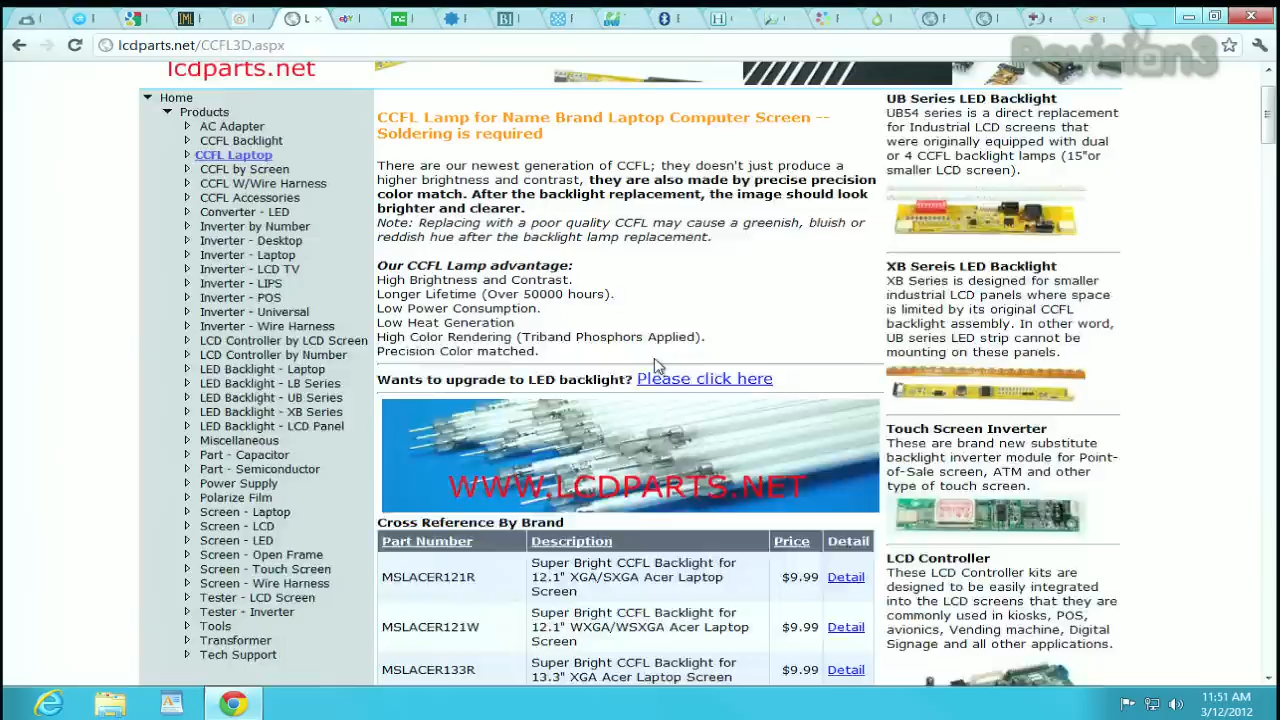 lcdparts.net/CCFL3D.aspx
Revision3
lcdparts.net
Home
Products
AC Adapter
CCFL Backlight
CCFL Laptop
CCFL by Screen
CCFL W/Wire Harness
CCFL Accessories
Converter - LED
Inverter by Number
Inverter - Desktop
Inverter - Laptop
Inverter - LCD TV
Inverter - LIPS
Inverter - POS
Inverter - Universal
Inverter - Wire Harness
LCD Controller by LCD Screen
LCD Controller by Number
LED Backlight - Laptop
LED Backlight - LB Series
LED Backlight - UB Series
LED Backlight - XB Series
LED Backlight - LCD Panel
Miscellaneous
Part - Capacitor
Part - Semiconductor
Power Supply
Polarize Film
Screen - Laptop
Screen - LCD
Screen - LED
Screen - Open Frame
Screen - Touch Screen
Screen - Wire Harness
Tester - LCD Screen
Tester - Inverter
Tools
Transformer
Tech Support
CCFL Lamp for Name Brand Laptop Computer Screen --
Soldering is required
There are our newest generation of CCFL; they doesn't just produce a
higher brightness and contrast, they are also made by precise precision
color match. After the backlight replacement, the image should look
brighter and clearer.
Note: Replacing with a poor quality CCFL may cause a greenish, bluish or
reddish hue after the backlight lamp replacement.
Our CCFL Lamp advantage:
High Brightness and Contrast.
Longer Lifetime (Over 50000 hours).
Low Power Consumption.
Low Heat Generation
High Color Rendering (Triband Phosphors Applied).
Precision Color matched.
Wants to upgrade to LED backlight? Please click here
WWW.LCDPARTS.NET
Cross Reference By Brand
Part Number Description Price Detail
MSLACER121R Super Bright CCFL Backlight for $9.99 Detail
12.1" XGA/SXGA Acer Laptop
Screen
MSLACER121W Super Bright CCFL Backlight for $9.99 Detail
12.1" WXGA/WSXGA Acer Laptop
Screen
MSLACER133R Super Bright CCFL Backlight for $9.99 Detail
13.3" XGA Acer Laptop Screen
UB Series LED Backlight
UB54 series is a direct replacement
for Industrial LCD screens that
were originally equipped with dual
or 4 CCFL backlight lamps (15"or
smaller LCD screen).
XB Sereis LED Backlight
XB Series is designed for smaller
industrial LCD panels where space
is limited by its original CCFL
backlight assembly. In other word,
UB series LED strip cannot be
mounting on these panels.
Touch Screen Inverter
These are brand new substitute
backlight inverter module for Point-
of-Sale screen, ATM and other
type of touch screen.
LCD Controller
These LCD Controller kits are
designed to be easily integrated
into the LCD screens that they are
commonly used in kiosks, POS,
avionics, Vending machine, Digital
Signage and all other applications.
11:51 AM
3/12/2012